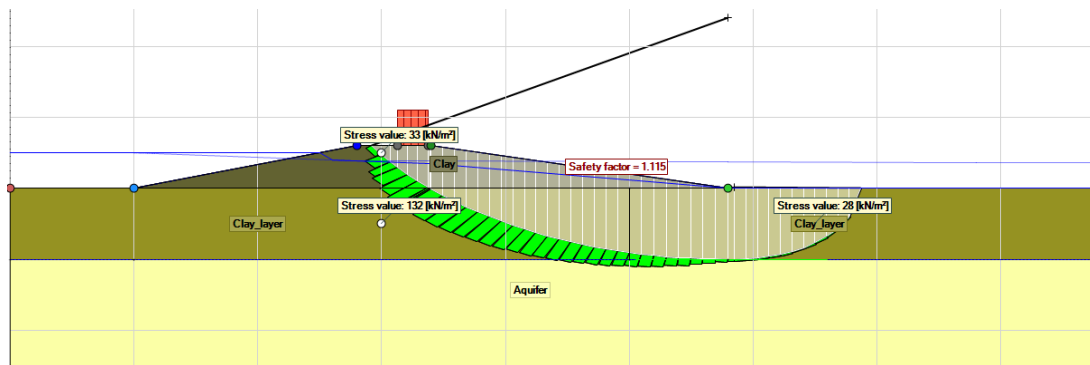 Stress value: 33 [kN/m²]
Clay
Safety factor = 1.115
Stress value: 132 [kN/m²]
Stress value: 28 [kN/m²]
Clay_layer
Clay_layer
Aquifer